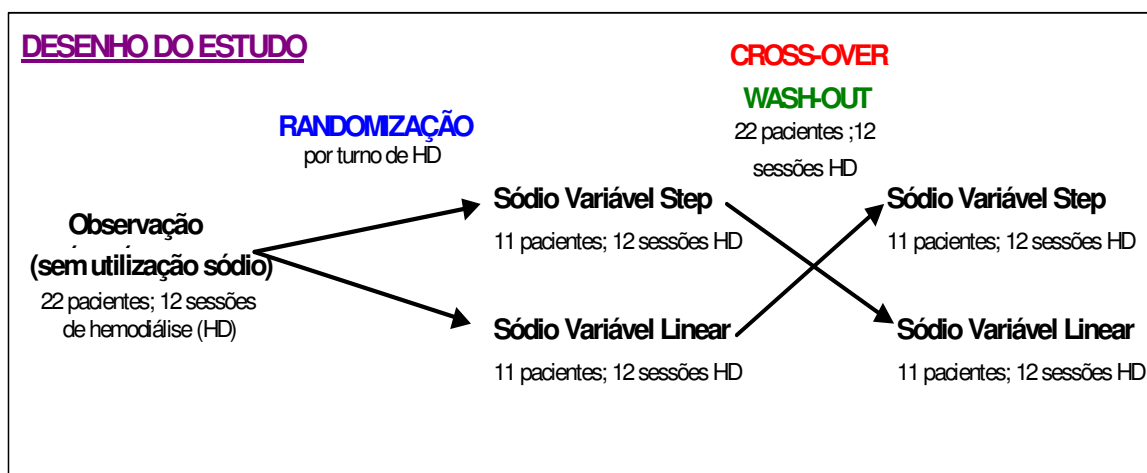 DESENHO DO ESTUDO
CROSS-OVER
WASH-OUT
22 pacientes ;12
sessões HD
RANDOMIZAÇÃO
por turno de HD
Observação
(sem utilização sódio)
22 pacientes; 12 sessões
de hemodiálise (HD)
Sódio Variável Step
11 pacientes; 12 sessões HD
Sódio Variável Linear
11 pacientes; 12 sessões HD
Sódio Variável Step
11 pacientes; 12 sessões HD
Sódio Variável Linear
11 pacientes; 12 sessões HD